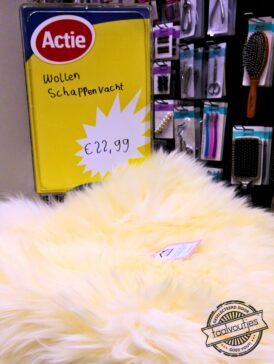 Actie
Wollen
Schappenvacht
€22,99
taalvoutjes